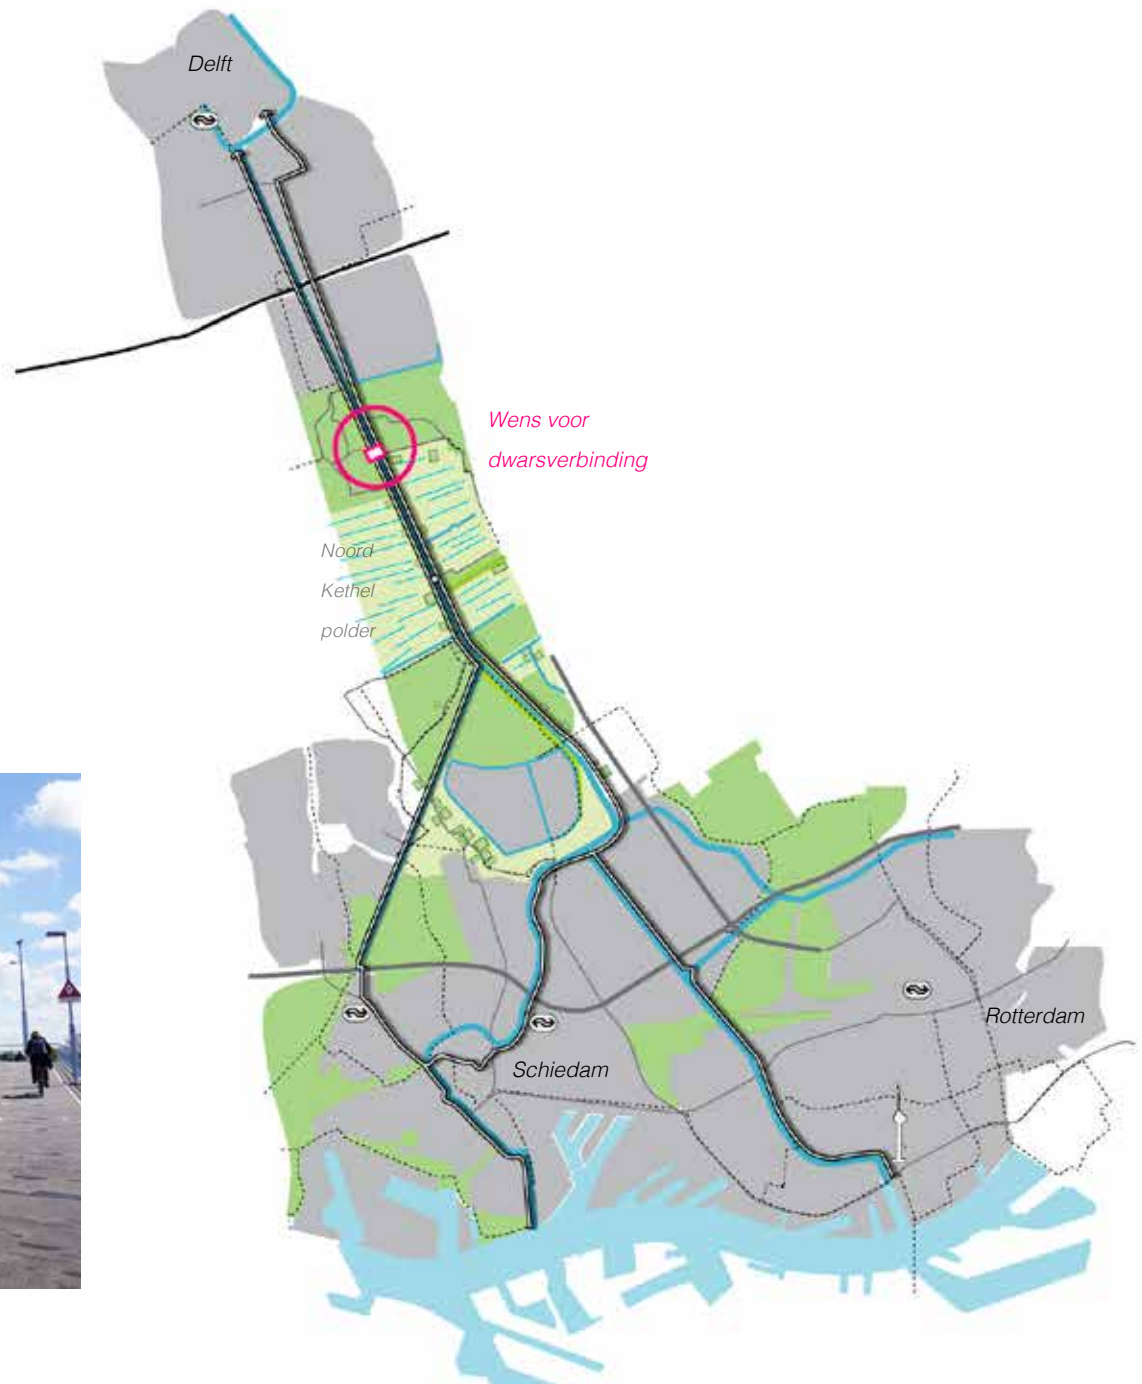 Delft
Wens voor
dwarsverbinding
Noord
Kethel
polder
Rotterdam
Schiedam